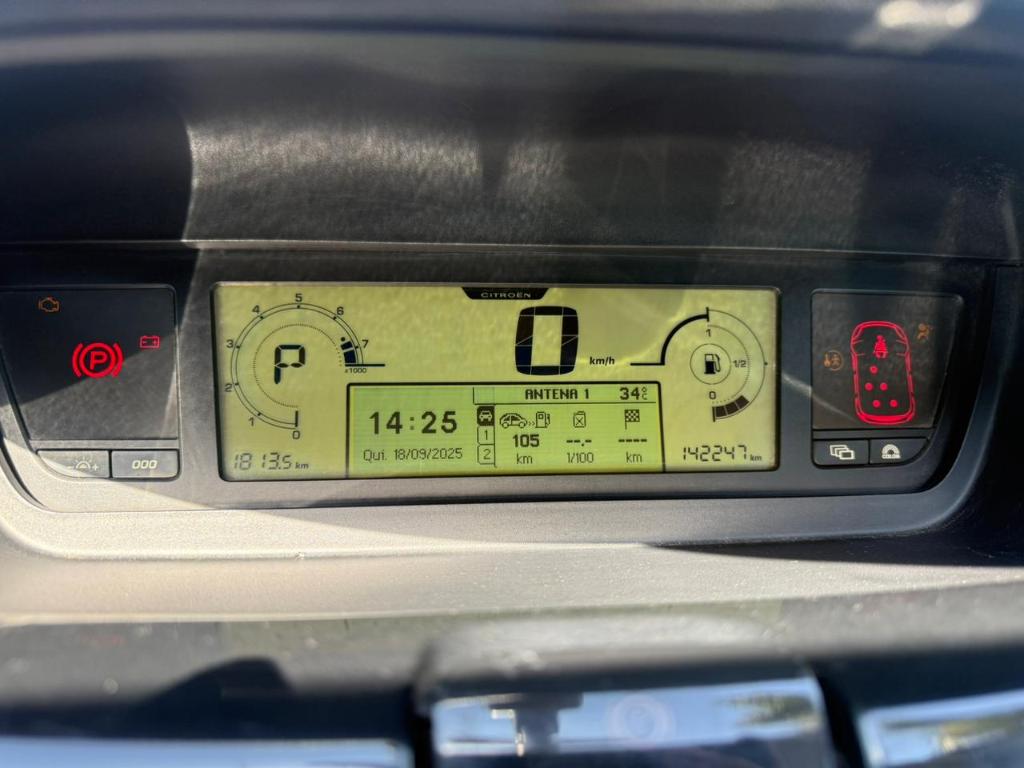 CITROËN
4 5 6
3 7
x1000
2
1
0
P
0
km/h
1
1/2
0
ANTENA 1 34°C
14:25
1
2
105
km
--.-
1/100
----
km
Qui. 18/09/2025
1813.5 km
142247 km
P
- +
000
COLOR